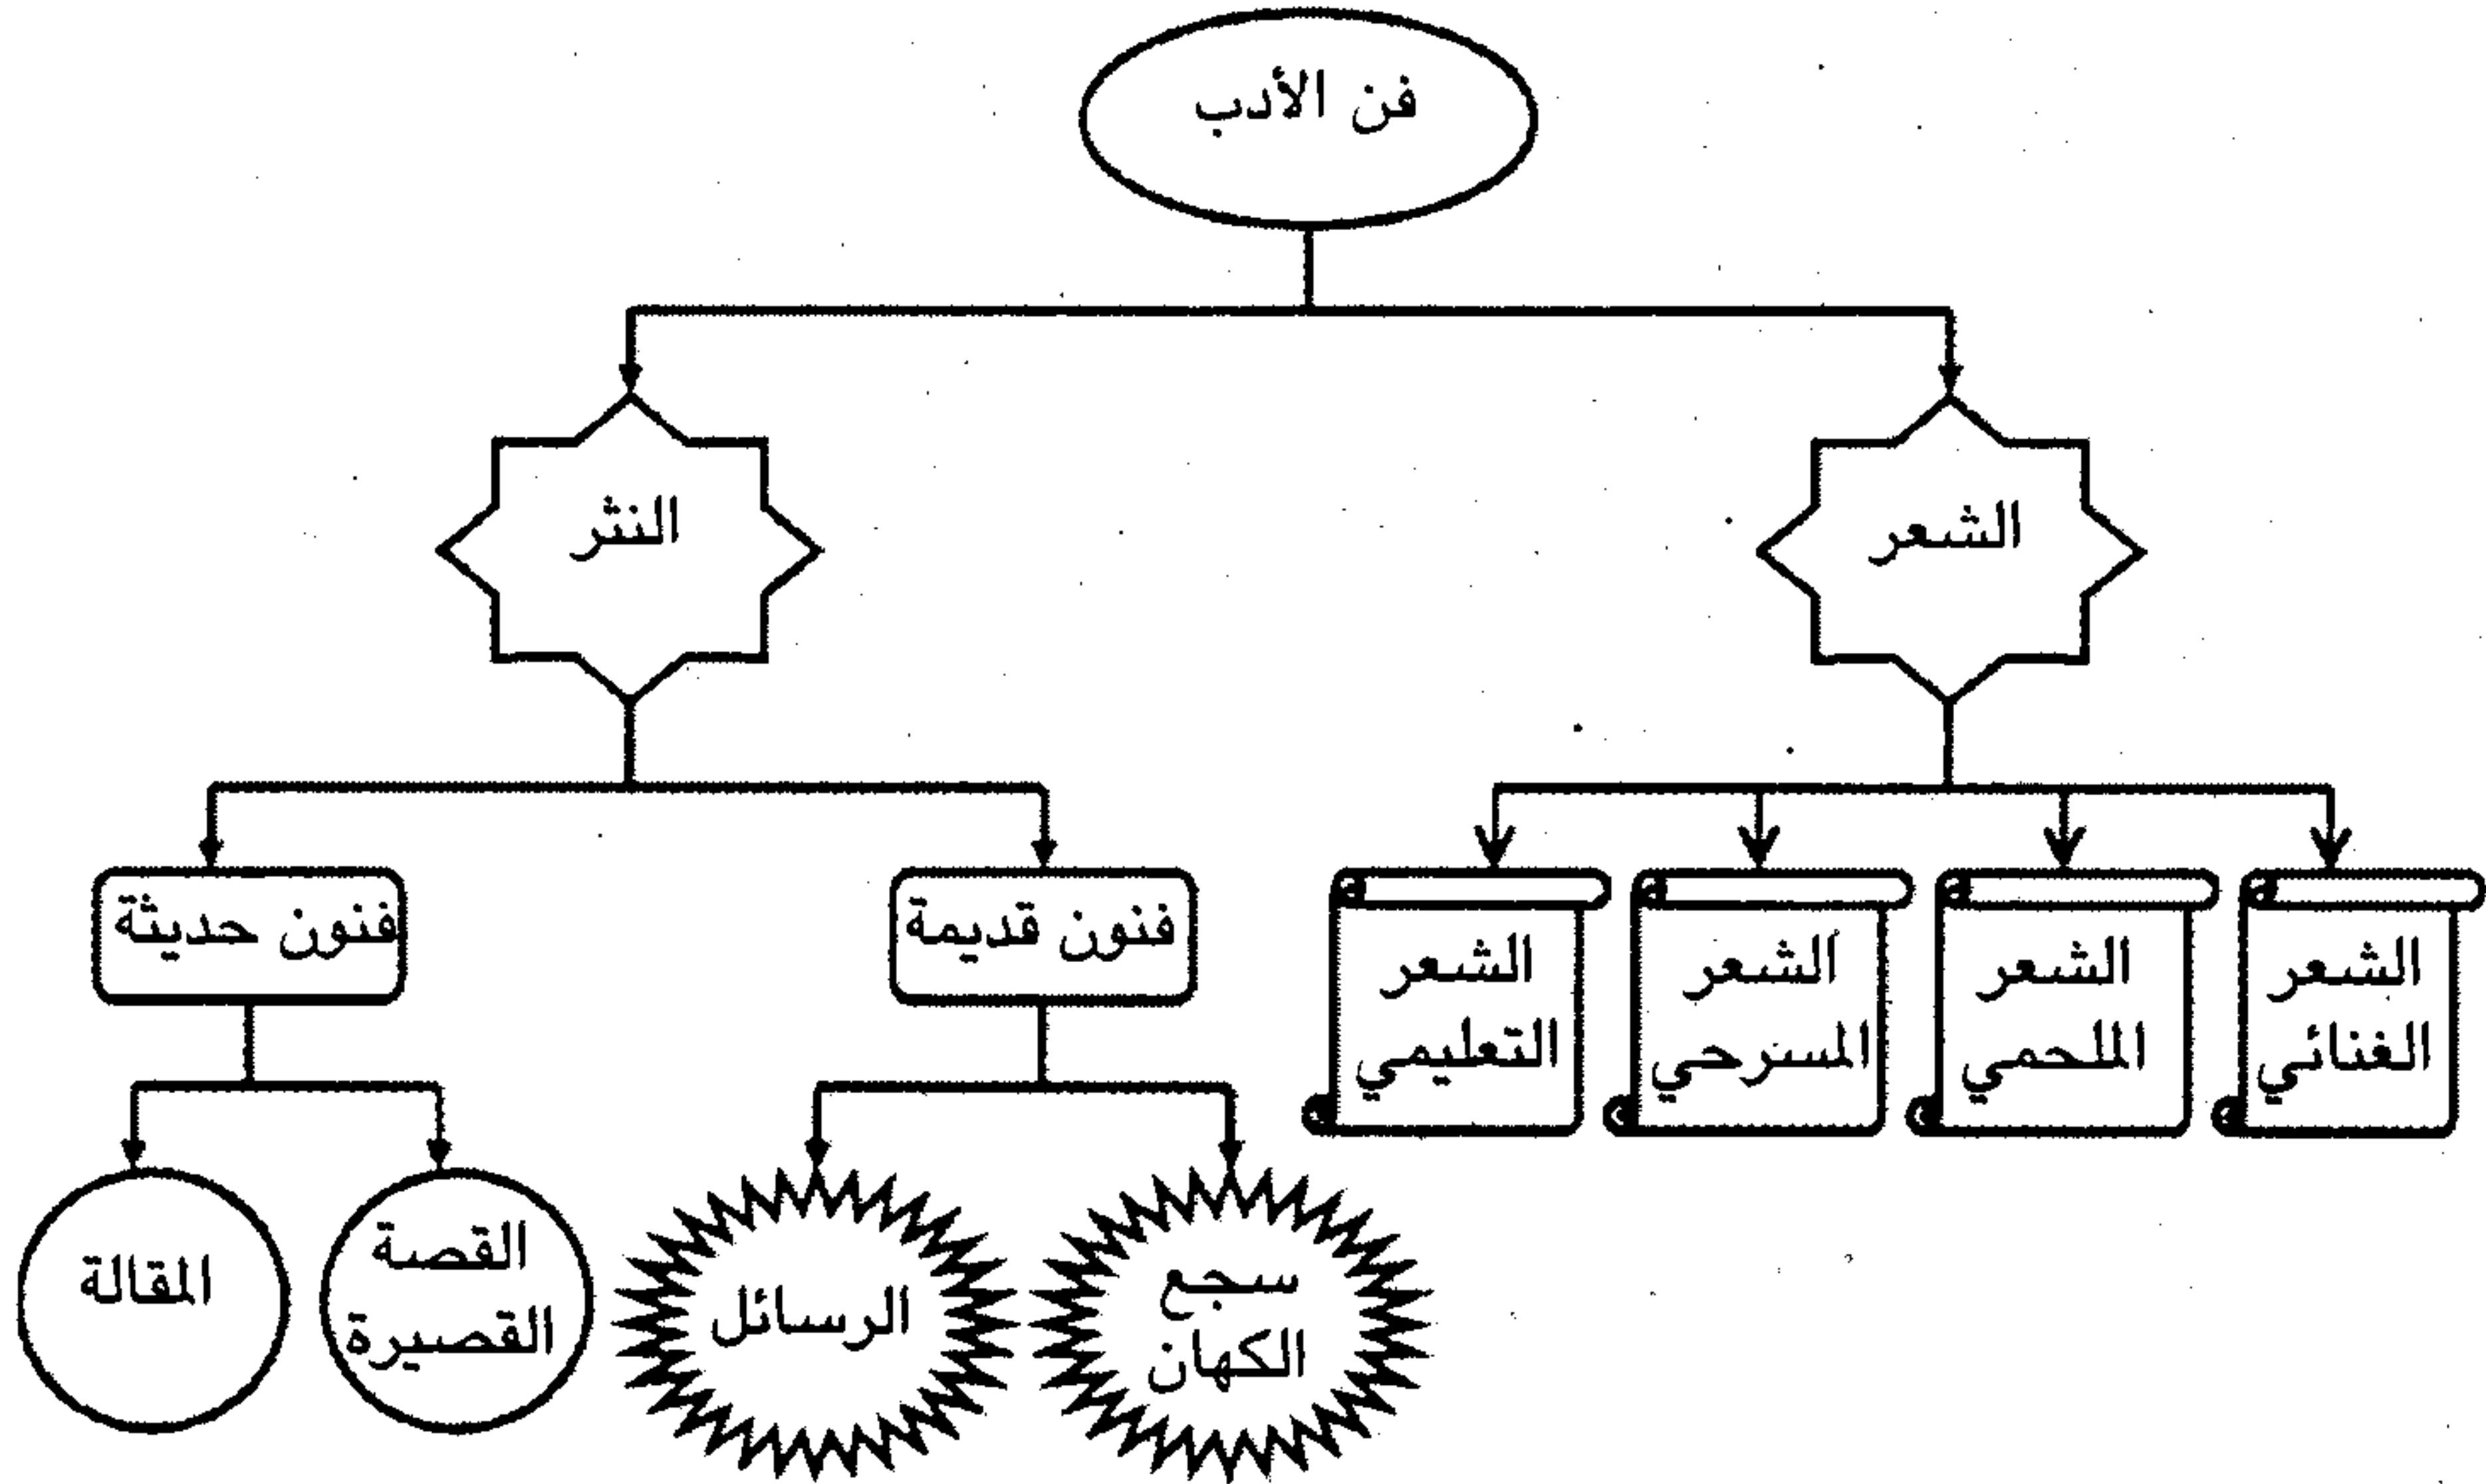 فن الأدب
الشعر
النثر
الشعر
الغنائي
الشعر
الملحمي
الشعر
المسرحي
الشعر
التعليمي
فنون قديمة
فنون حديثة
سجع
الكهان
الرسائل
القصة
القصيرة
المقالة